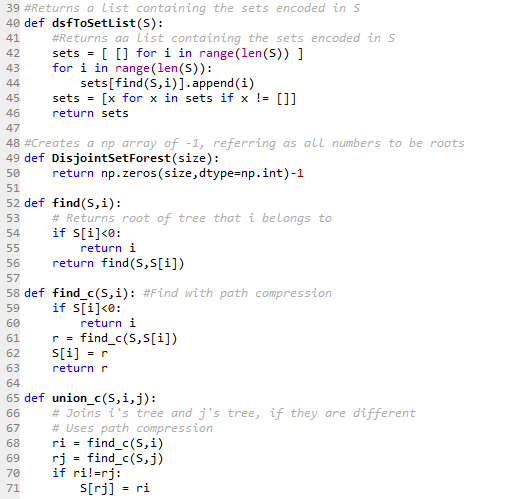 39 #Returns a list containing the sets encoded in S
40 def dsfToSetList(S):
41     #Returns aa list containing the sets encoded in S
42     sets = [ [] for i in range(len(S)) ]
43     for i in range(len(S)):
44         sets[find(S,i)].append(i)
45     sets = [x for x in sets if x != []]
46     return sets
47
48 #Creates a np array of -1, referring as all numbers to be roots
49 def DisjointSetForest(size):
50     return np.zeros(size,dtype=np.int)-1
51
52 def find(S,i):
53     # Returns root of tree that i belongs to
54     if S[i]<0:
55         return i
56     return find(S,S[i])
57
58 def find_c(S,i): #Find with path compression
59     if S[i]<0:
60         return i
61     r = find_c(S,S[i])
62     S[i] = r
63     return r
64
65 def union_c(S,i,j):
66     # Joins i's tree and j's tree, if they are different
67     # Uses path compression
68     ri = find_c(S,i)
69     rj = find_c(S,j)
70     if ri!=rj:
71         S[rj] = ri